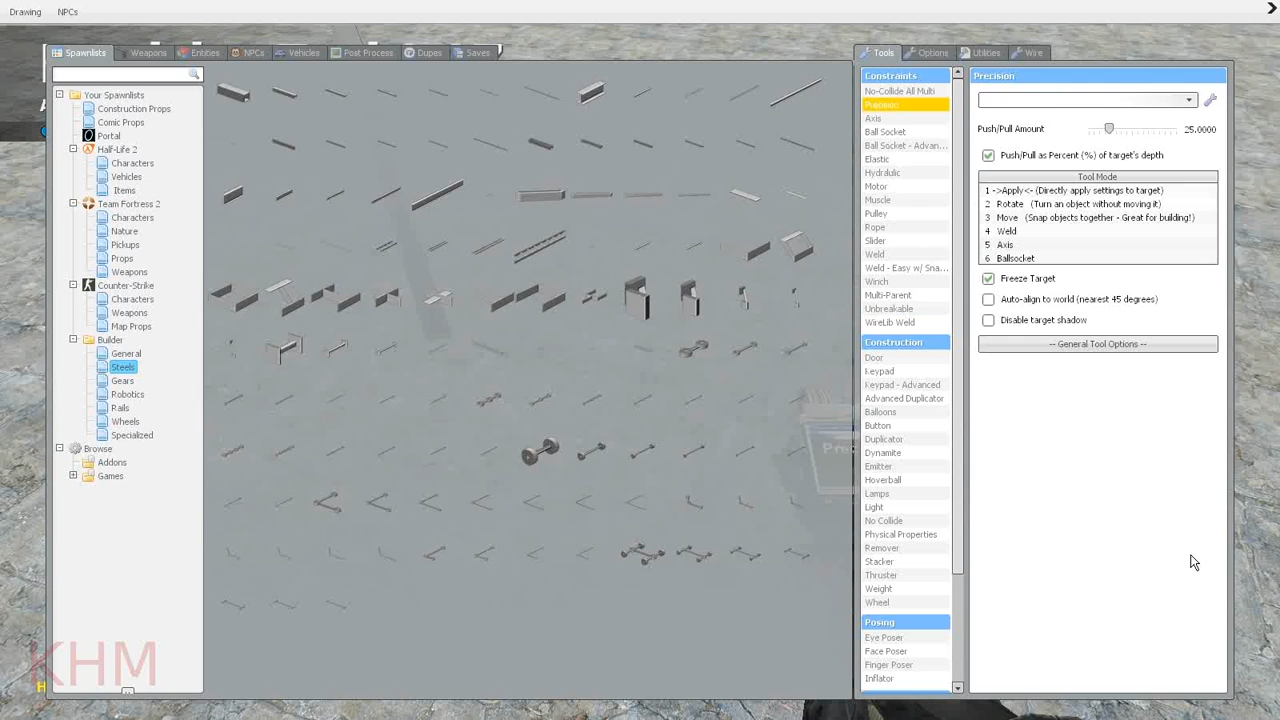 Drawing NPCs
Spawnlists Weapons Entities NPCs Vehicles Post Process Dupes Saves
Your Spawnlists
Construction Props
Comic Props
Portal
Half-Life 2
Characters
Vehicles
Items
Team Fortress 2
Characters
Nature
Pickups
Props
Weapons
Counter-Strike
Characters
Weapons
Map Props
Builder
General
Steels
Gears
Robotics
Rails
Wheels
Specialized
Browse
Addons
Games
KHM
Tools Options Utilities Wire
Constraints
No-Collide All Multi
Precision
Axis
Ball Socket
Ball Socket - Advan...
Elastic
Hydraulic
Motor
Muscle
Pulley
Rope
Slider
Weld
Weld - Easy w/ Sna...
Winch
Multi-Parent
Unbreakable
WireLib Weld
Construction
Door
Keypad
Keypad - Advanced
Advanced Duplicator
Balloons
Button
Duplicator
Dynamite
Emitter
Hoverball
Lamps
Light
No Collide
Physical Properties
Remover
Stacker
Thruster
Weight
Wheel
Posing
Eye Poser
Face Poser
Finger Poser
Inflator
Precision
Push/Pull Amount 25.0000
Push/Pull as Percent (%) of target's depth
Tool Mode
1 ->Apply<- (Directly apply settings to target)
2 Rotate (Turn an object without moving it)
3 Move (Snap objects together - Great for building!)
4 Weld
5 Axis
6 Ballsocket
Freeze Target
Auto-align to world (nearest 45 degrees)
Disable target shadow
-- General Tool Options --